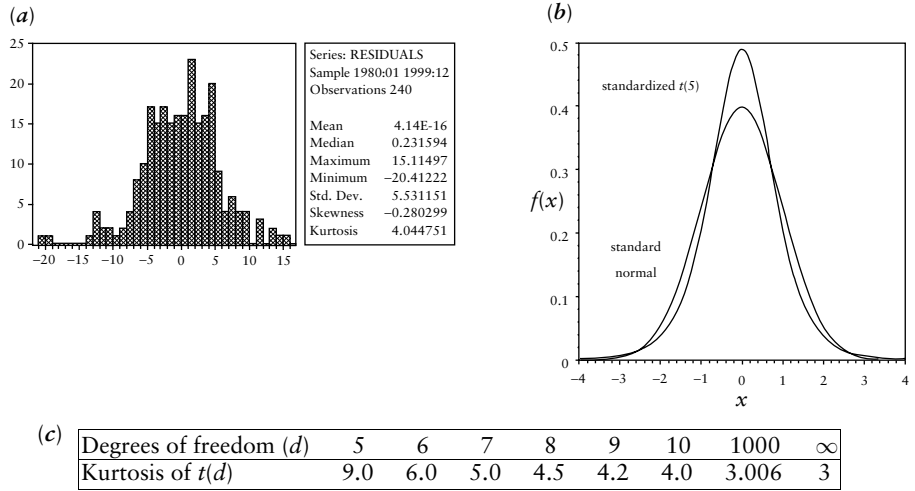 (a)
25
20
15
10
5
0
−20 −15 −10 −5 0 5 10 15
Series: RESIDUALS
Sample 1980:01 1999:12
Observations 240
Mean 4.14E-16
Median 0.231594
Maximum 15.11497
Minimum −20.41222
Std. Dev. 5.531151
Skewness −0.280299
Kurtosis 4.044751
(b)
0.5
0.4
0.3
0.2
0.1
0
f(x)
standardized t(5)
standard
normal
−4 −3 −2 −1 0 1 2 3 4
x
(c)
Degrees of freedom (d) 5 6 7 8 9 10 1000 ∞
Kurtosis of t(d) 9.0 6.0 5.0 4.5 4.2 4.0 3.006 3